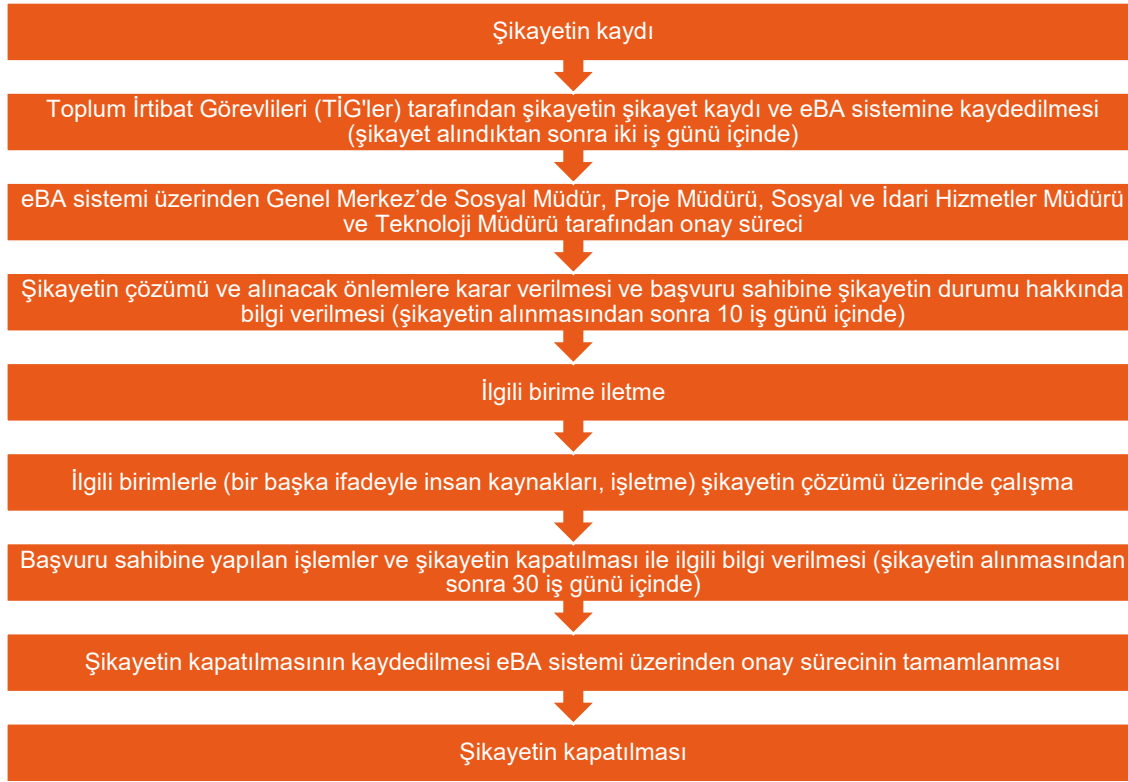 Şikayetin kaydı
Toplum İrtibat Görevlileri (TİG'ler) tarafından şikayetin şikayet kaydı ve eBA sistemine kaydedilmesi
(şikayet alındıktan sonra iki iş günü içinde)
eBA sistemi üzerinden Genel Merkez’de Sosyal Müdür, Proje Müdürü, Sosyal ve İdari Hizmetler Müdürü
ve Teknoloji Müdürü tarafından onay süreci
Şikayetin çözümü ve alınacak önlemlere karar verilmesi ve başvuru sahibine şikayetin durumu hakkında
bilgi verilmesi (şikayetin alınmasından sonra 10 iş günü içinde)
İlgili birime iletme
İlgili birimlerle (bir başka ifadeyle insan kaynakları, işletme) şikayetin çözümü üzerinde çalışma
Başvuru sahibine yapılan işlemler ve şikayetin kapatılması ile ilgili bilgi verilmesi (şikayetin alınmasından
sonra 30 iş günü içinde)
Şikayetin kapatılmasının kaydedilmesi eBA sistemi üzerinden onay sürecinin tamamlanması
Şikayetin kapatılması